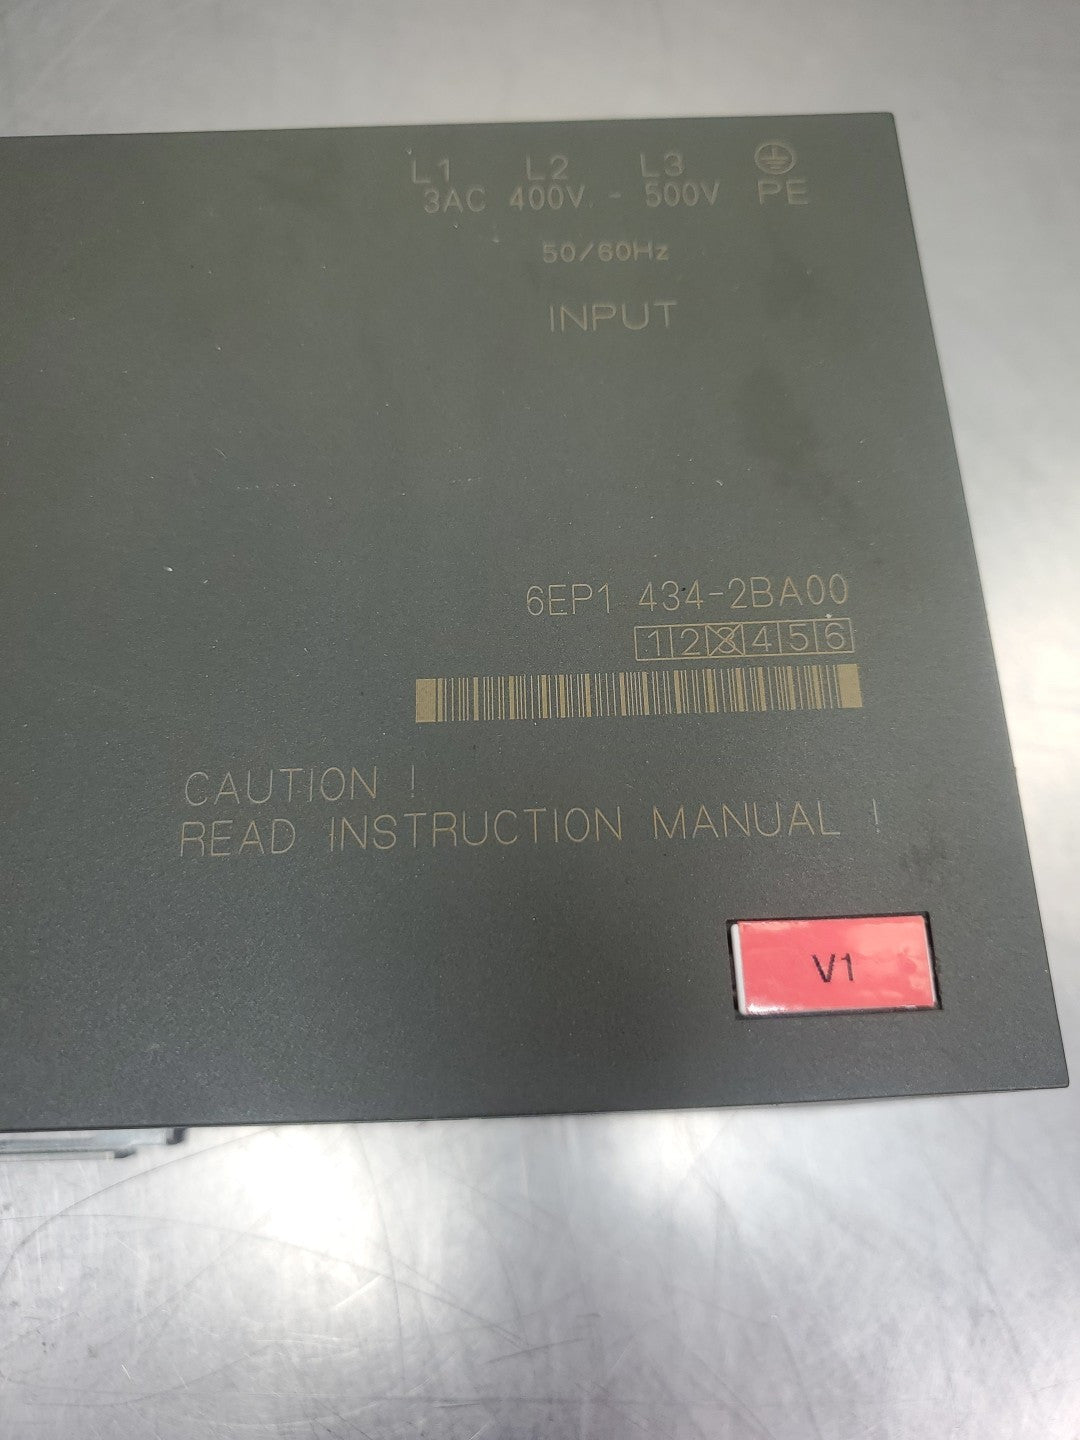 L1 L2 L3
3AC 400V - 500V PE
50/60Hz
INPUT
6EP1 434-2BA00
1 2 3 4 5 6
CAUTION !
READ INSTRUCTION MANUAL !
V1